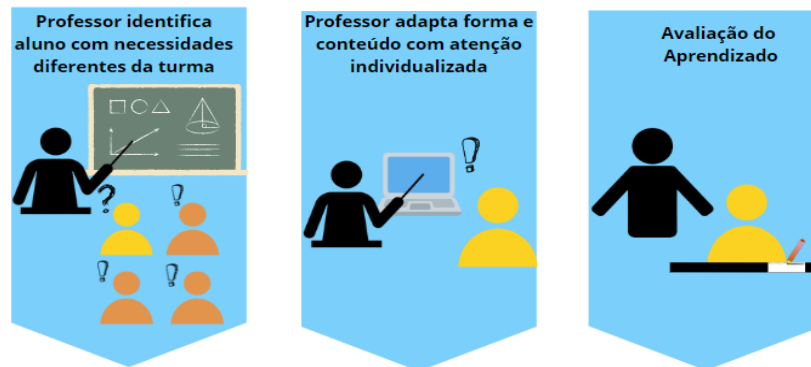 Professor identifica
aluno com necessidades
diferentes da turma
Professor adapta forma e
conteúdo com atenção
individualizada
Avaliação do
Aprendizado
?
!
!
!
!